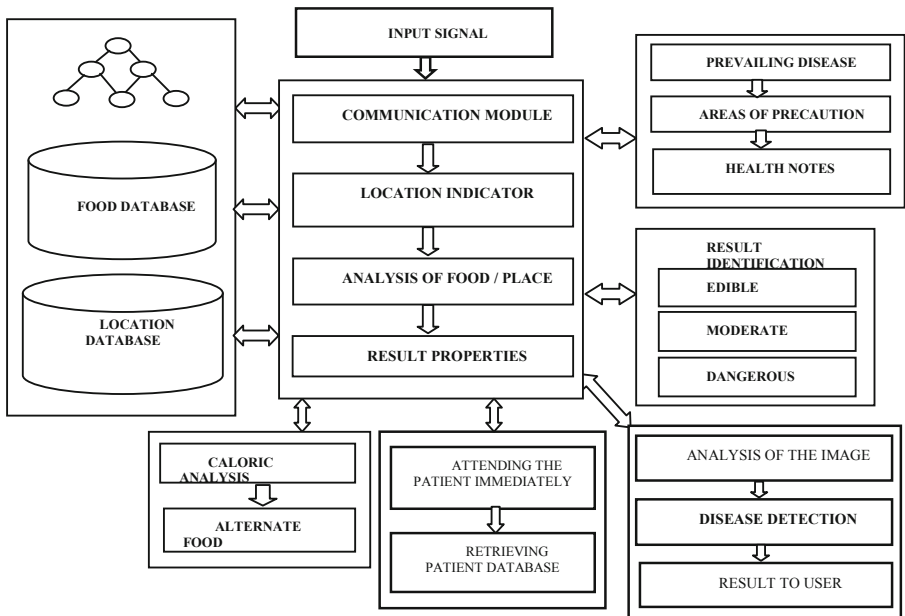 INPUT SIGNAL
COMMUNICATION MODULE
LOCATION INDICATOR
ANALYSIS OF FOOD / PLACE
RESULT PROPERTIES
FOOD DATABASE
LOCATION
DATABASE
PREVAILING DISEASE
AREAS OF PRECAUTION
HEALTH NOTES
RESULT
IDENTIFICATION
EDIBLE
MODERATE
DANGEROUS
CALORIC
ANALYSIS
ALTERNATE
FOOD
ATTENDING THE
PATIENT IMMEDIATELY
RETRIEVING
PATIENT DATABASE
ANALYSIS OF THE IMAGE
DISEASE DETECTION
RESULT TO USER